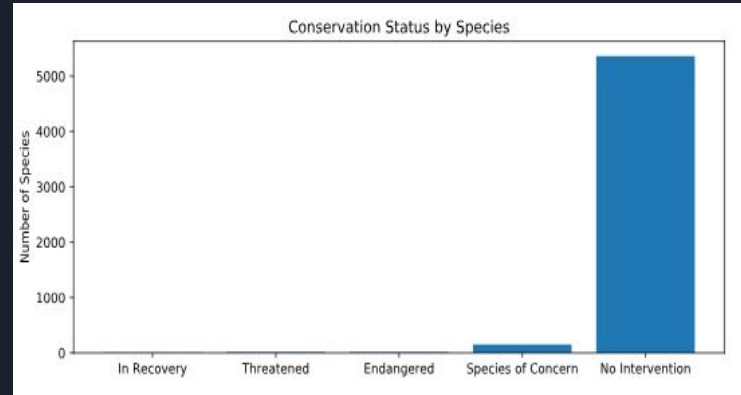 Conservation Status by Species
Number of Species
5000
4000
3000
2000
1000
0
In Recovery
Threatened
Endangered
Species of Concern
No Intervention